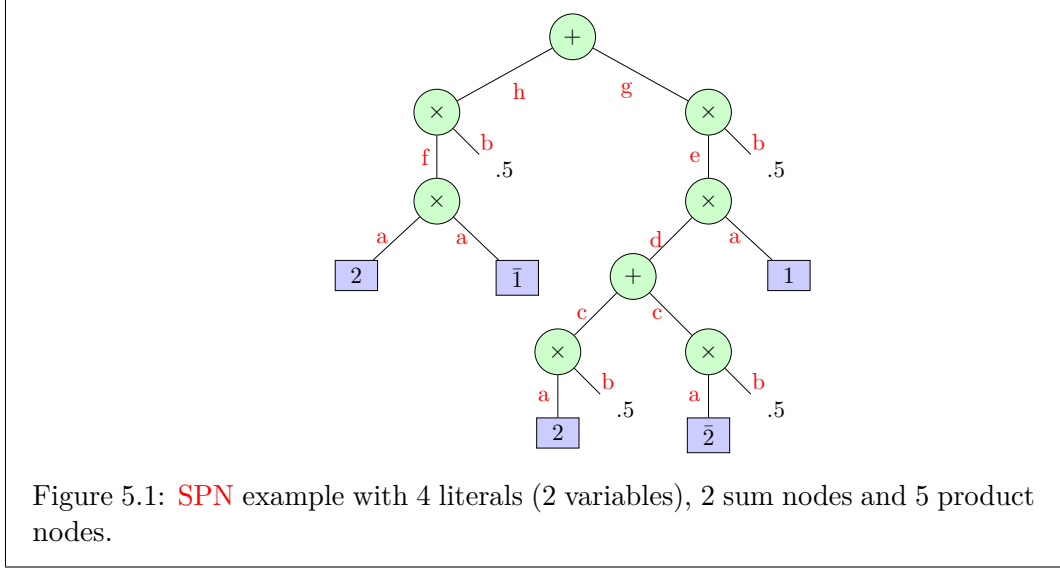 +
h g
× ×
b b
f .5 e .5
× ×
a a d a
2 1̄ + 1
c c
× ×
b b
a .5 a .5
2 2̄
Figure 5.1: SPN example with 4 literals (2 variables), 2 sum nodes and 5 product
nodes.